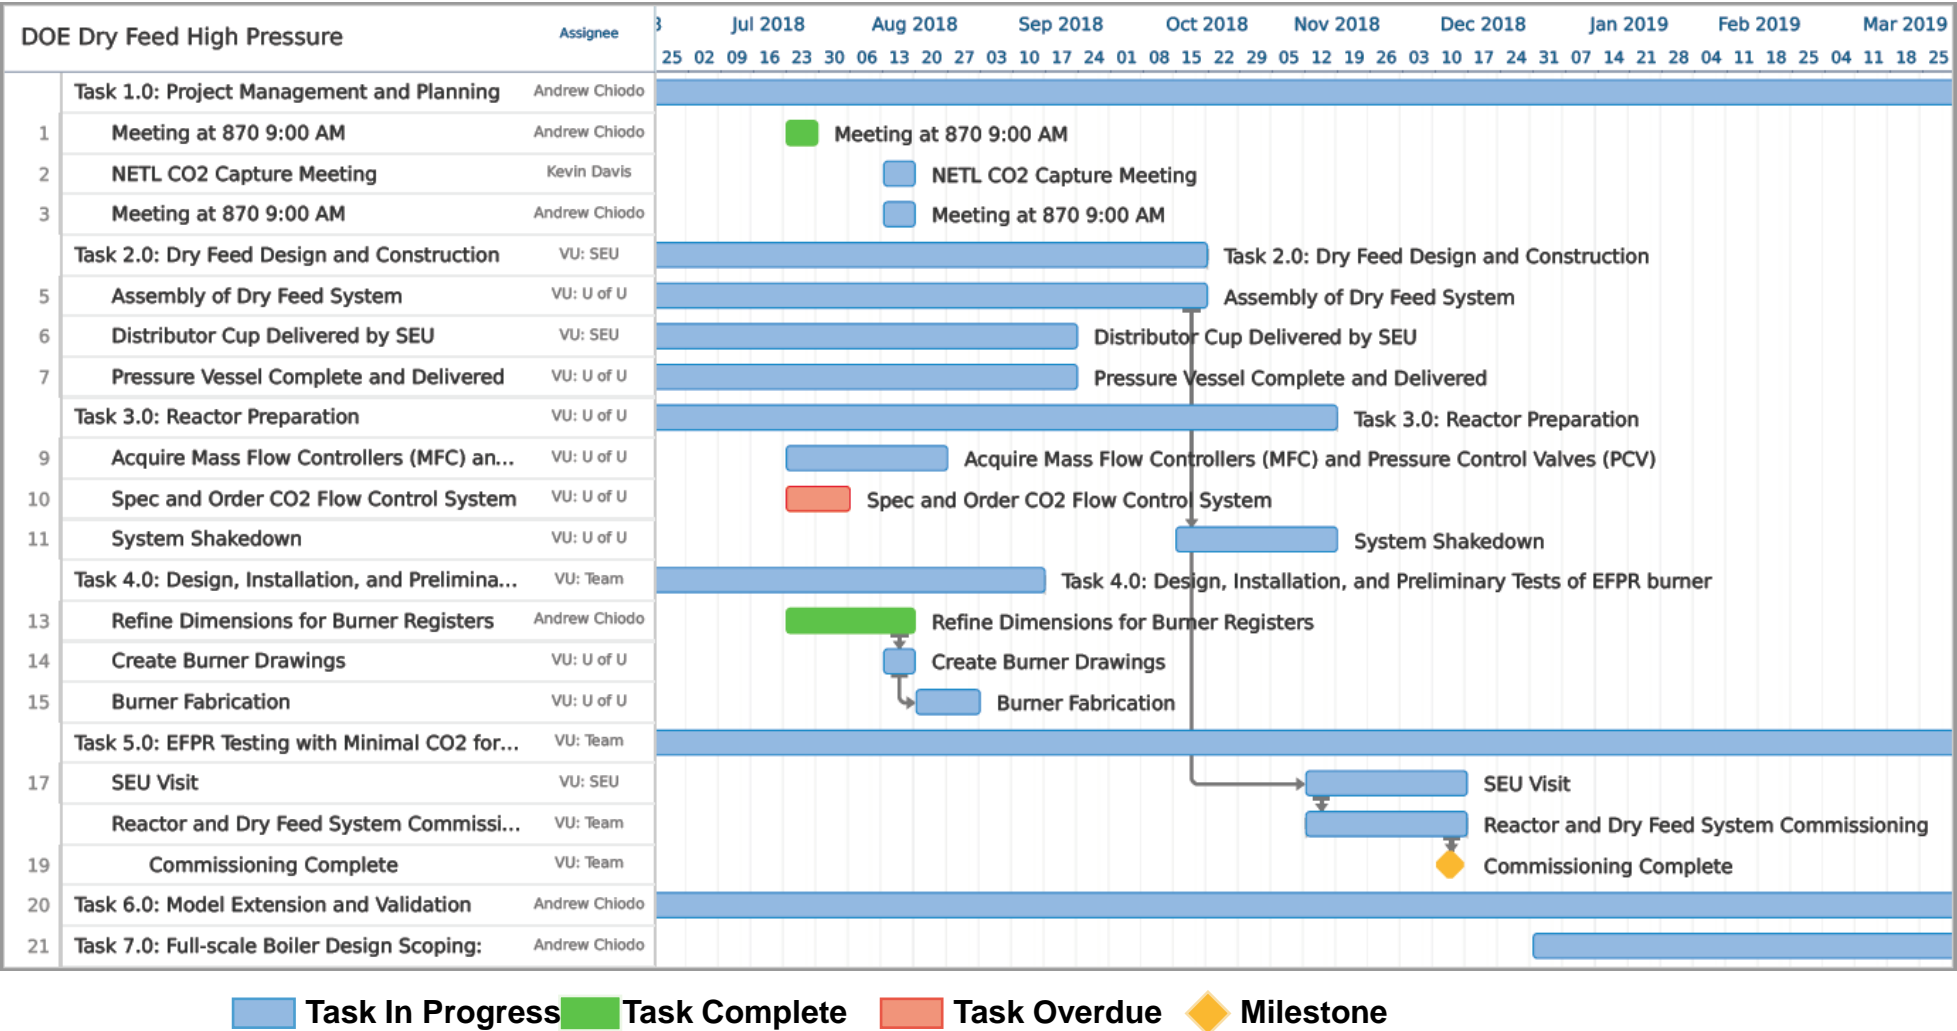 DOE Dry Feed High Pressure Assignee
3 Jul 2018 Aug 2018 Sep 2018 Oct 2018 Nov 2018 Dec 2018 Jan 2019 Feb 2019 Mar 2019
25 02 09 16 23 30 06 13 20 27 03 10 17 24 01 08 15 22 29 05 12 19 26 03 10 17 24 31 07 14 21 28 04 11 18 25 04 11 18 25
Task 1.0: Project Management and Planning Andrew Chiodo
1 Meeting at 870 9:00 AM Andrew Chiodo Meeting at 870 9:00 AM
2 NETL CO2 Capture Meeting Kevin Davis NETL CO2 Capture Meeting
3 Meeting at 870 9:00 AM Andrew Chiodo Meeting at 870 9:00 AM
Task 2.0: Dry Feed Design and Construction VU: SEU Task 2.0: Dry Feed Design and Construction
5 Assembly of Dry Feed System VU: U of U Assembly of Dry Feed System
6 Distributor Cup Delivered by SEU VU: SEU Distributor Cup Delivered by SEU
7 Pressure Vessel Complete and Delivered VU: U of U Pressure Vessel Complete and Delivered
Task 3.0: Reactor Preparation VU: U of U Task 3.0: Reactor Preparation
9 Acquire Mass Flow Controllers (MFC) an... VU: U of U Acquire Mass Flow Controllers (MFC) and Pressure Control Valves (PCV)
10 Spec and Order CO2 Flow Control System VU: U of U Spec and Order CO2 Flow Control System
11 System Shakedown VU: U of U System Shakedown
Task 4.0: Design, Installation, and Prelimina... VU: Team Task 4.0: Design, Installation, and Preliminary Tests of EFPR burner
13 Refine Dimensions for Burner Registers Andrew Chiodo Refine Dimensions for Burner Registers
14 Create Burner Drawings VU: U of U Create Burner Drawings
15 Burner Fabrication VU: U of U Burner Fabrication
Task 5.0: EFPR Testing with Minimal CO2 for... VU: Team
17 SEU Visit VU: SEU SEU Visit
Reactor and Dry Feed System Commissi... VU: Team Reactor and Dry Feed System Commissioning
19 Commissioning Complete VU: Team Commissioning Complete
20 Task 6.0: Model Extension and Validation Andrew Chiodo
21 Task 7.0: Full-scale Boiler Design Scoping: Andrew Chiodo
Task In Progress Task Complete Task Overdue Milestone